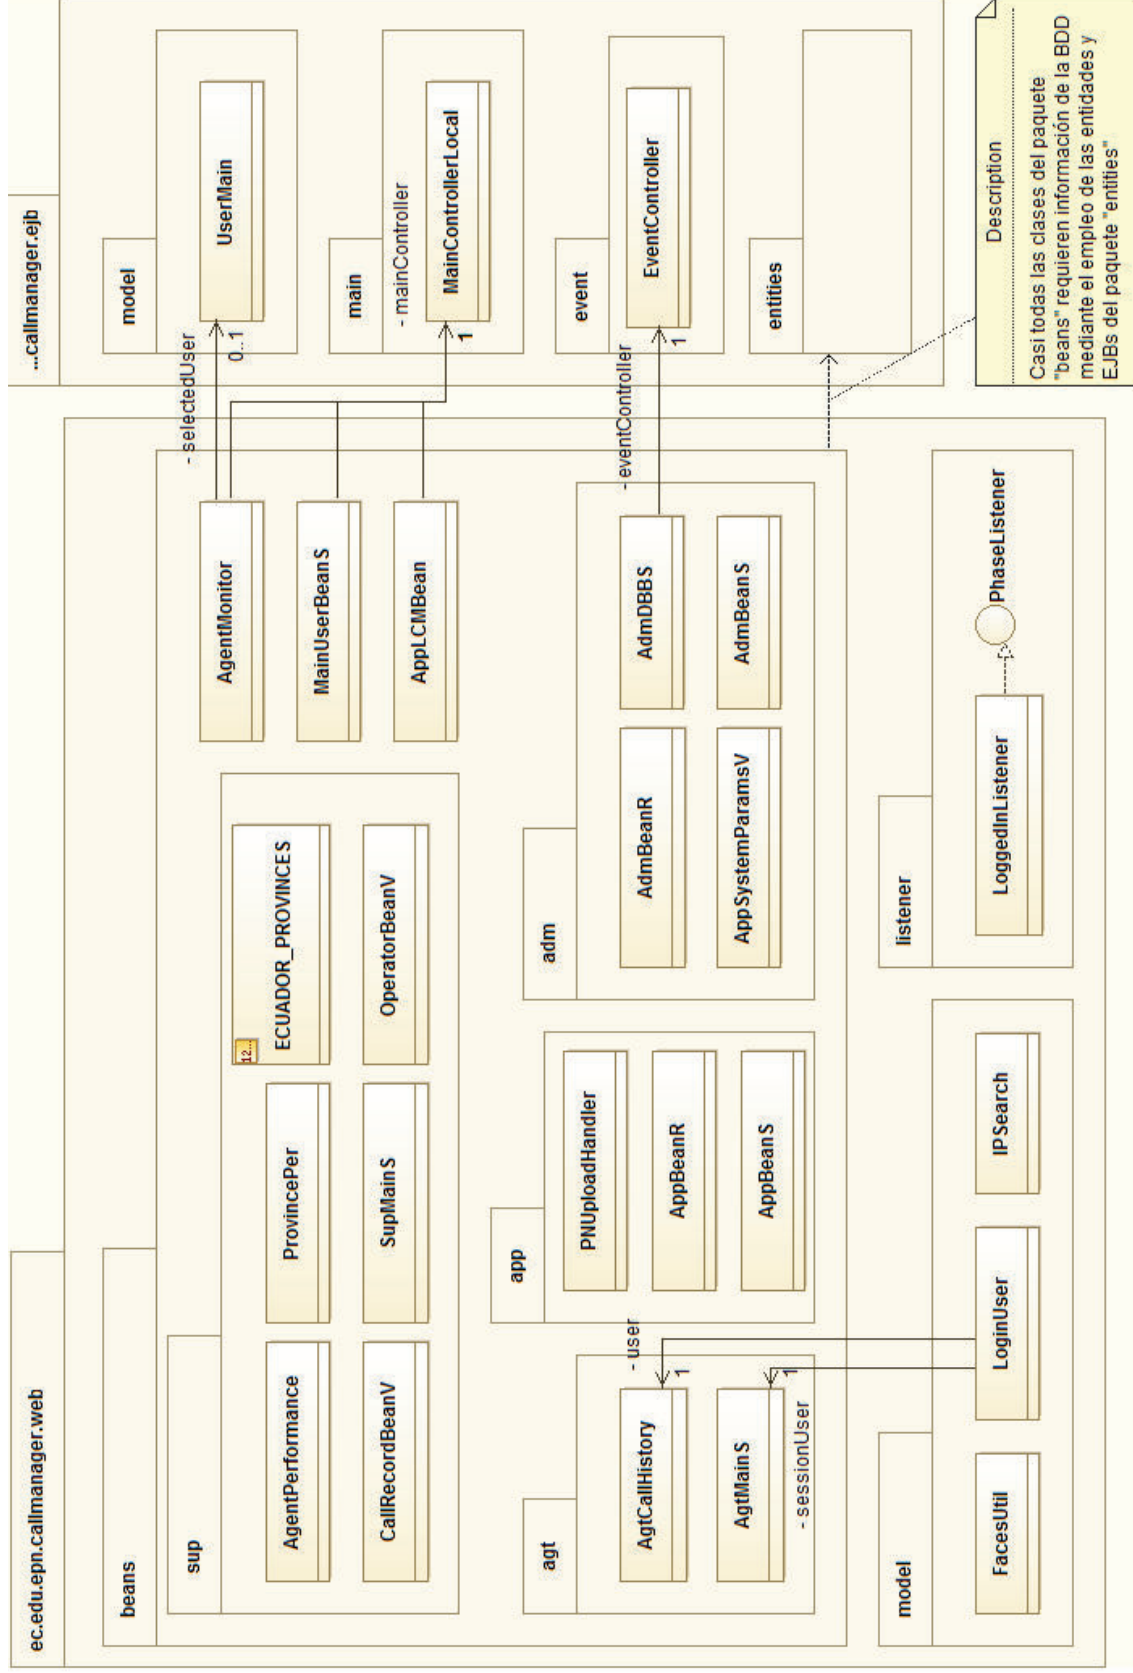 ec.edu.epn.callmanager.web
beans
sup
AgentPerformance
ProvincePer
12...
ECUADOR_PROVINCES
CallRecordBeanV
SupMainS
OperatorBeanV
AgentMonitor
MainUserBeanS
AppLCMBean
agt
AgtCallHistory
AgtMainS
- user
1
- sessionUser
1
app
PNUploadHandler
AppBeanR
AppBeanS
adm
AdmBeanR
AdmDBBS
AppSystemParamsV
AdmBeanS
model
FacesUtil
LoginUser
IPSearch
listener
LoggedInListener
PhaseListener
...callmanager.ejb
model
UserMain
- selectedUser
0..1
main
- mainController
MainControllerLocal
1
event
EventController
- eventController
1
entities
Description
Casi todas las clases del paquete
"beans" requieren información de la BDD
mediante el empleo de las entidades y
EJBs del paquete "entities"